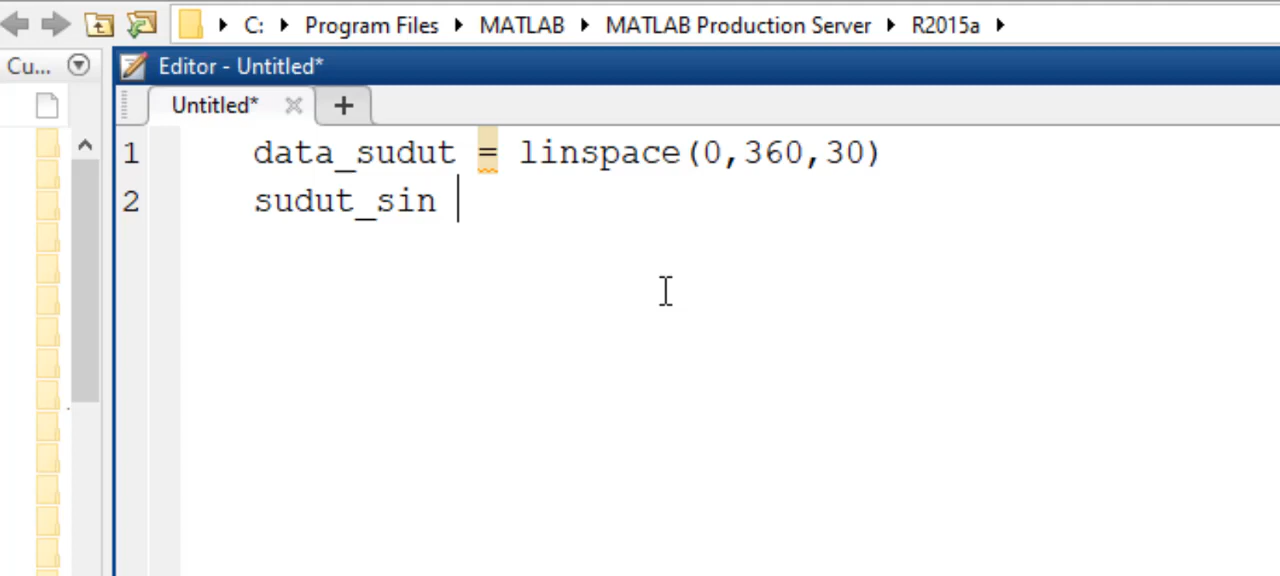 C: Program Files MATLAB MATLAB Production Server R2015a
Cu... Editor - Untitled*
Untitled* +
1 data_sudut = linspace(0,360,30)
2 sudut_sin